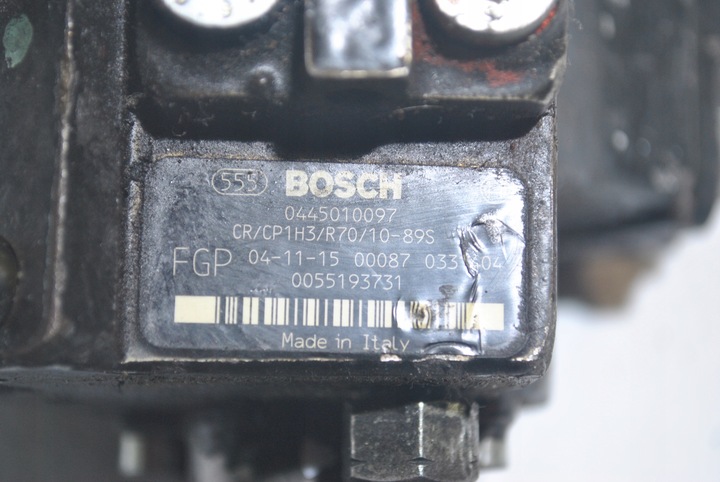 555 BOSCH
0445010097
CR/CP1H3/R70/10-89S
FGP 04-11-15 00087
0055193731
Made in Italy